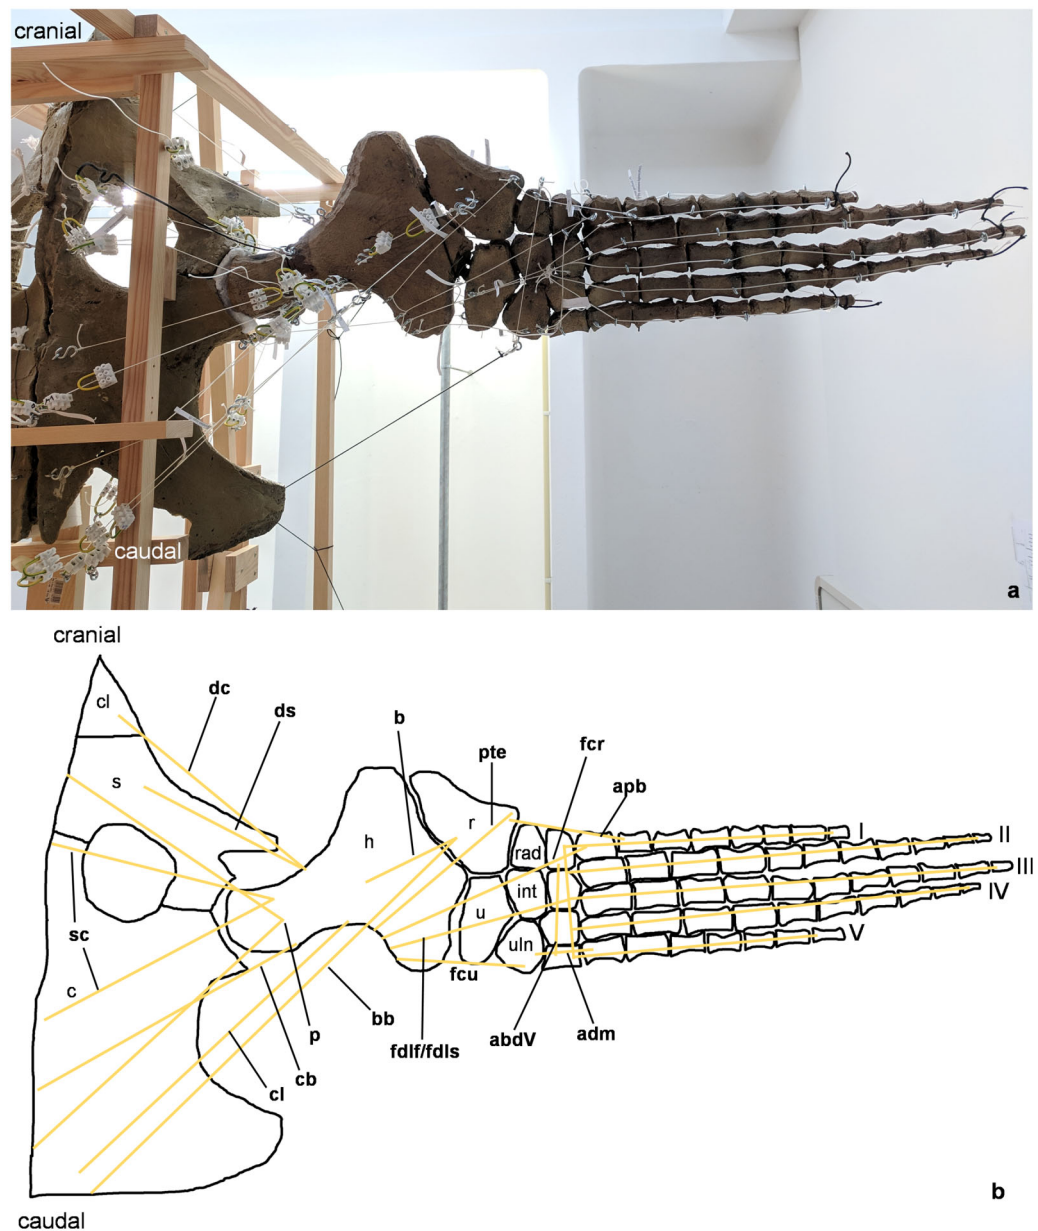 cranial
caudal
a
cranial
cl
dc
ds
b
pte
fcr
apb
s
h
r
rad
I
II
III
IV
V
int
u
uln
sc
c
fcu
p
bb
fdlf/fdls
abdV
adm
cb
cl
b
caudal